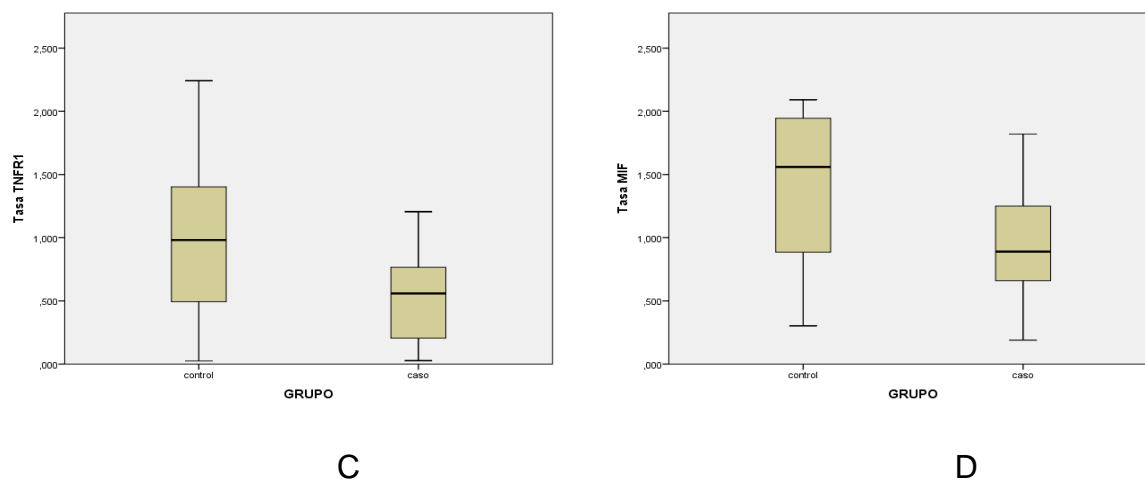 2,500
2,000
1,500
1,000
,500
,000
Tasa TNFR1
control
caso
GRUPO
C
2,500
2,000
1,500
1,000
,500
,000
Tasa MIF
control
caso
GRUPO
D